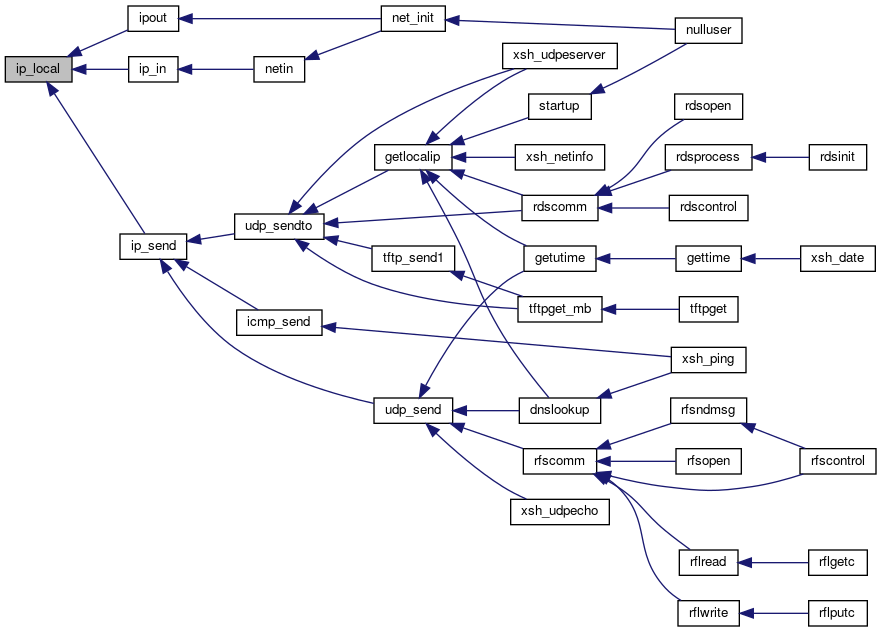 ip_local
ipout
ip_in
ip_send
net_init
netin
udp_sendto
icmp_send
getlocalip
tftp_send1
udp_send
xsh_udpeserver
startup
xsh_netinfo
rdscomm
getutime
tftpget_mb
dnslookup
rfscomm
xsh_udpecho
nulluser
rdsopen
rdsprocess
rdscontrol
gettime
tftpget
xsh_ping
rfsndmsg
rfsopen
rflread
rflwrite
rdsinit
xsh_date
rfscontrol
rflgetc
rflputc